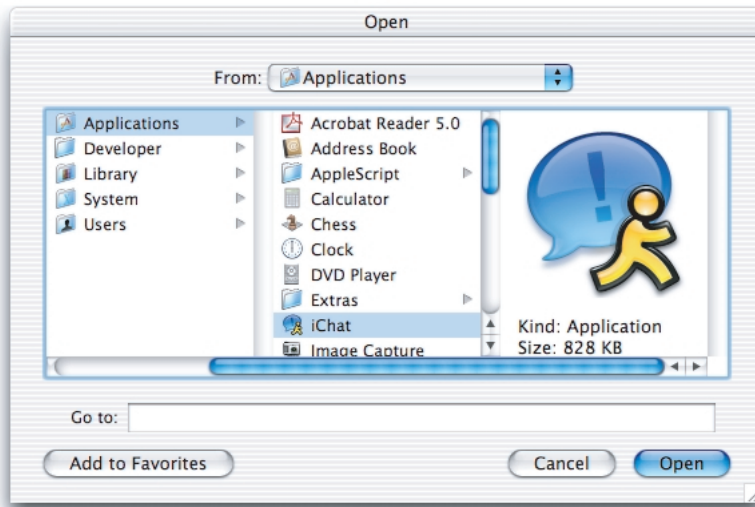 Open
From: Applications
Applications
Developer
Library
System
Users
Acrobat Reader 5.0
Address Book
AppleScript
Calculator
Chess
Clock
DVD Player
Extras
iChat
Image Capture
Kind: Application
Size: 828 KB
Go to:
Add to Favorites
Cancel
Open